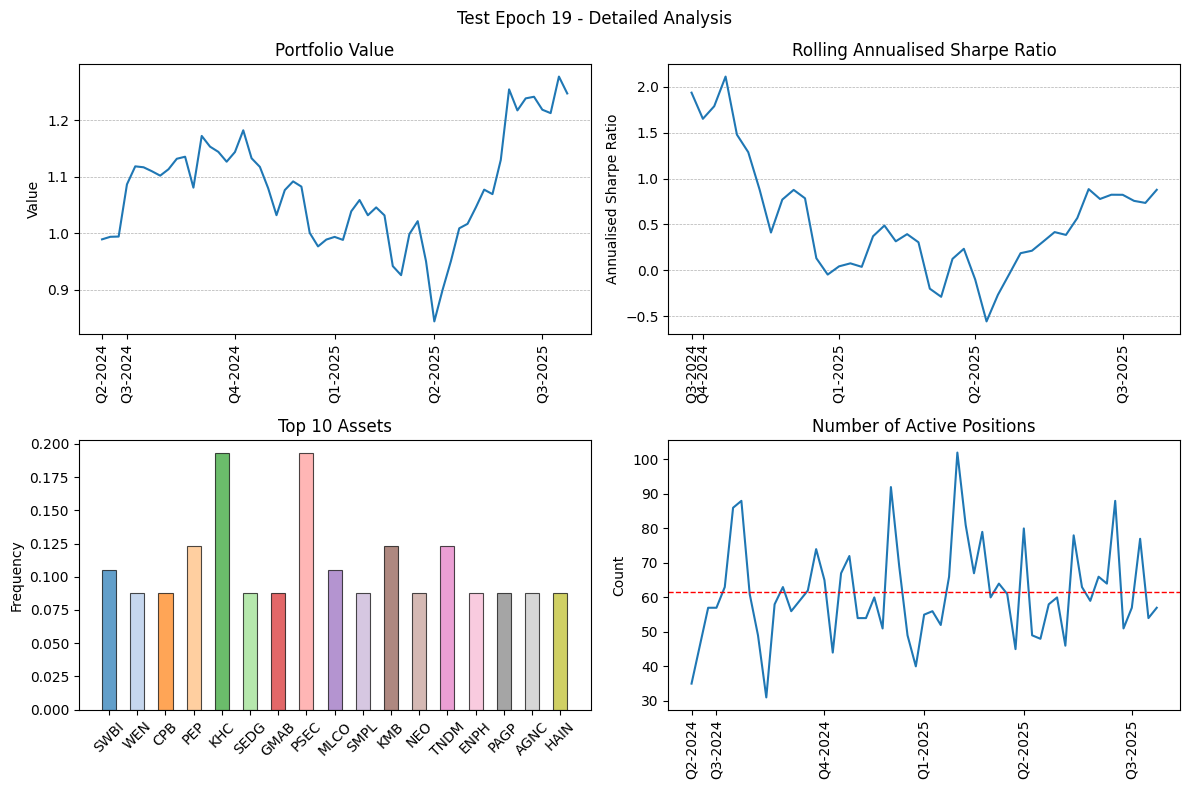 Test Epoch 19 - Detailed Analysis
Portfolio Value
Value
1.2
1.1
1.0
0.9
Q2-2024
Q3-2024
Q4-2024
Q1-2025
Q2-2025
Q3-2025
Rolling Annualised Sharpe Ratio
Annualised Sharpe Ratio
2.0
1.5
1.0
0.5
0.0
−0.5
Q3-2024
Q4-2024
Q1-2025
Q2-2025
Q3-2025
Top 10 Assets
Frequency
0.200
0.175
0.150
0.125
0.100
0.075
0.050
0.025
0.000
SWBI
WEN
CPB
PEP
KHC
SEDG
GMAB
PSEC
MLCO
SMPL
KMB
NEO
TNDM
ENPH
PAGP
AGNC
HAIN
Number of Active Positions
Count
100
90
80
70
60
50
40
30
Q2-2024
Q3-2024
Q4-2024
Q1-2025
Q2-2025
Q3-2025